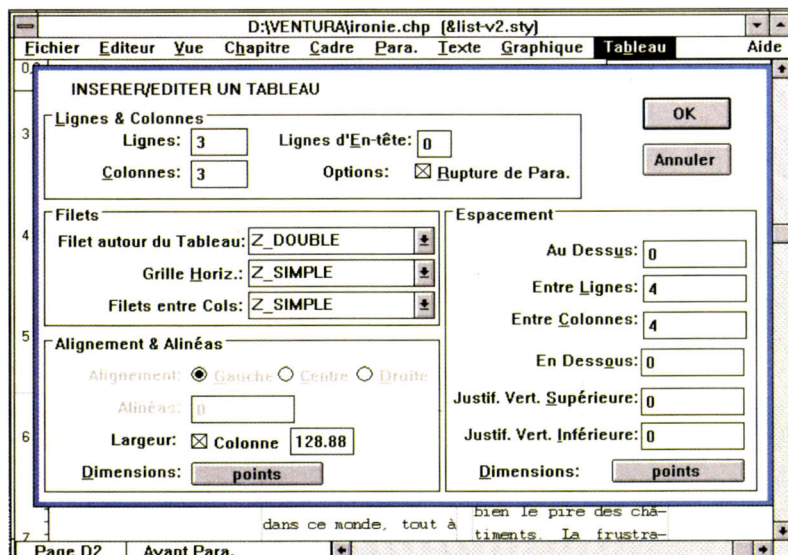 D:\VENTURA\ironie.chp (&list-v2.sty)
Fichier Editeur Vue Chapitre Cadre Para. Texte Graphique Tableau Aide
INSERER/EDITER UN TABLEAU
Lignes & Colonnes
Lignes: 3 Lignes d'En-tête: 0
Colonnes: 3 Options: Rupture de Para.
OK
Annuler
3
4
5
6
7
Filets
Filet autour du Tableau: Z_DOUBLE
Grille Horiz.: Z_SIMPLE
Filets entre Cols: Z_SIMPLE
Alignement & Alinéas
Alignement: Gauche Centre Droite
Alinéas: 0
Largeur: Colonne 128.88
Dimensions: points
Espacement
Au Dessus: 0
Entre Lignes: 4
Entre Colonnes: 4
En Dessous: 0
Justif. Vert. Supérieure: 0
Justif. Vert. Inférieure: 0
Dimensions: points
dans ce monde, tout à
bien le pire des châ-
timents. La frustra-
Page D2 Avant Para.